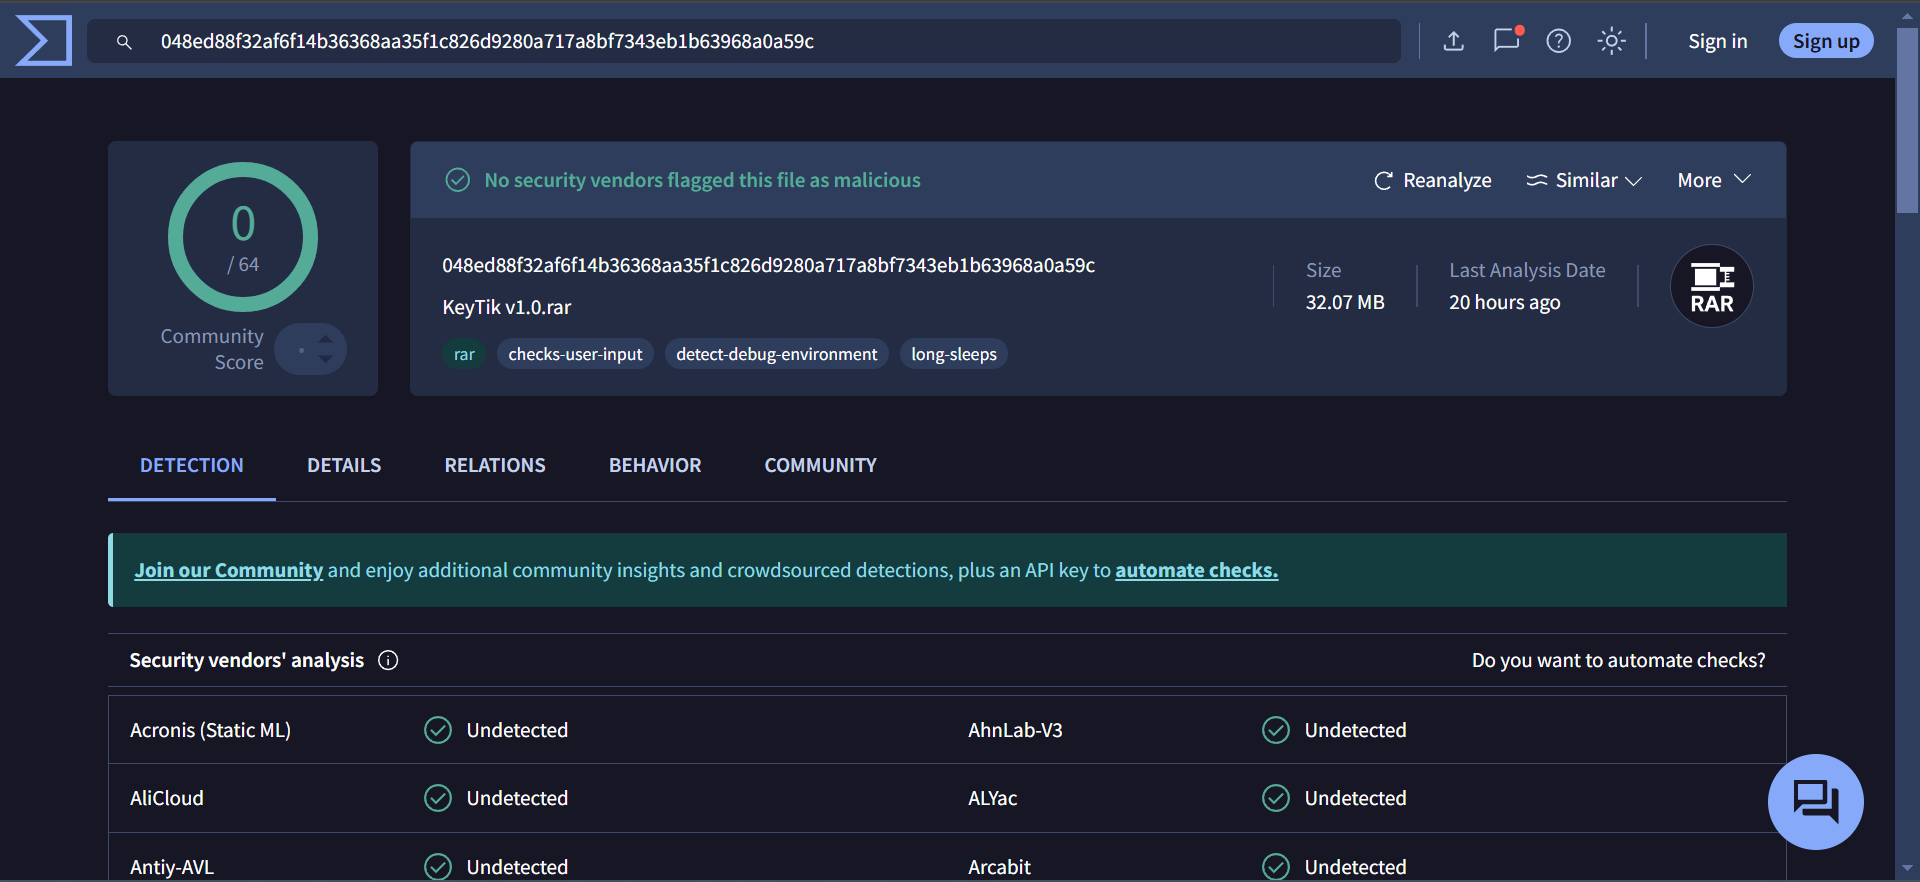 048ed88f32af6f14b36368aa35f1c826d9280a717a8bf7343eb1b63968a0a59c
Sign in
Sign up
0
/ 64
Community
Score
No security vendors flagged this file as malicious
Reanalyze
Similar
More
048ed88f32af6f14b36368aa35f1c826d9280a717a8bf7343eb1b63968a0a59c
KeyTik v1.0.rar
rar
checks-user-input
detect-debug-environment
long-sleeps
Size
32.07 MB
Last Analysis Date
20 hours ago
RAR
DETECTION
DETAILS
RELATIONS
BEHAVIOR
COMMUNITY
Join our Community and enjoy additional community insights and crowdsourced detections, plus an API key to automate checks.
Security vendors' analysis
Do you want to automate checks?
Acronis (Static ML)
Undetected
AhnLab-V3
Undetected
AliCloud
Undetected
ALYac
Undetected
Antiy-AVL
Undetected
Arcabit
Undetected